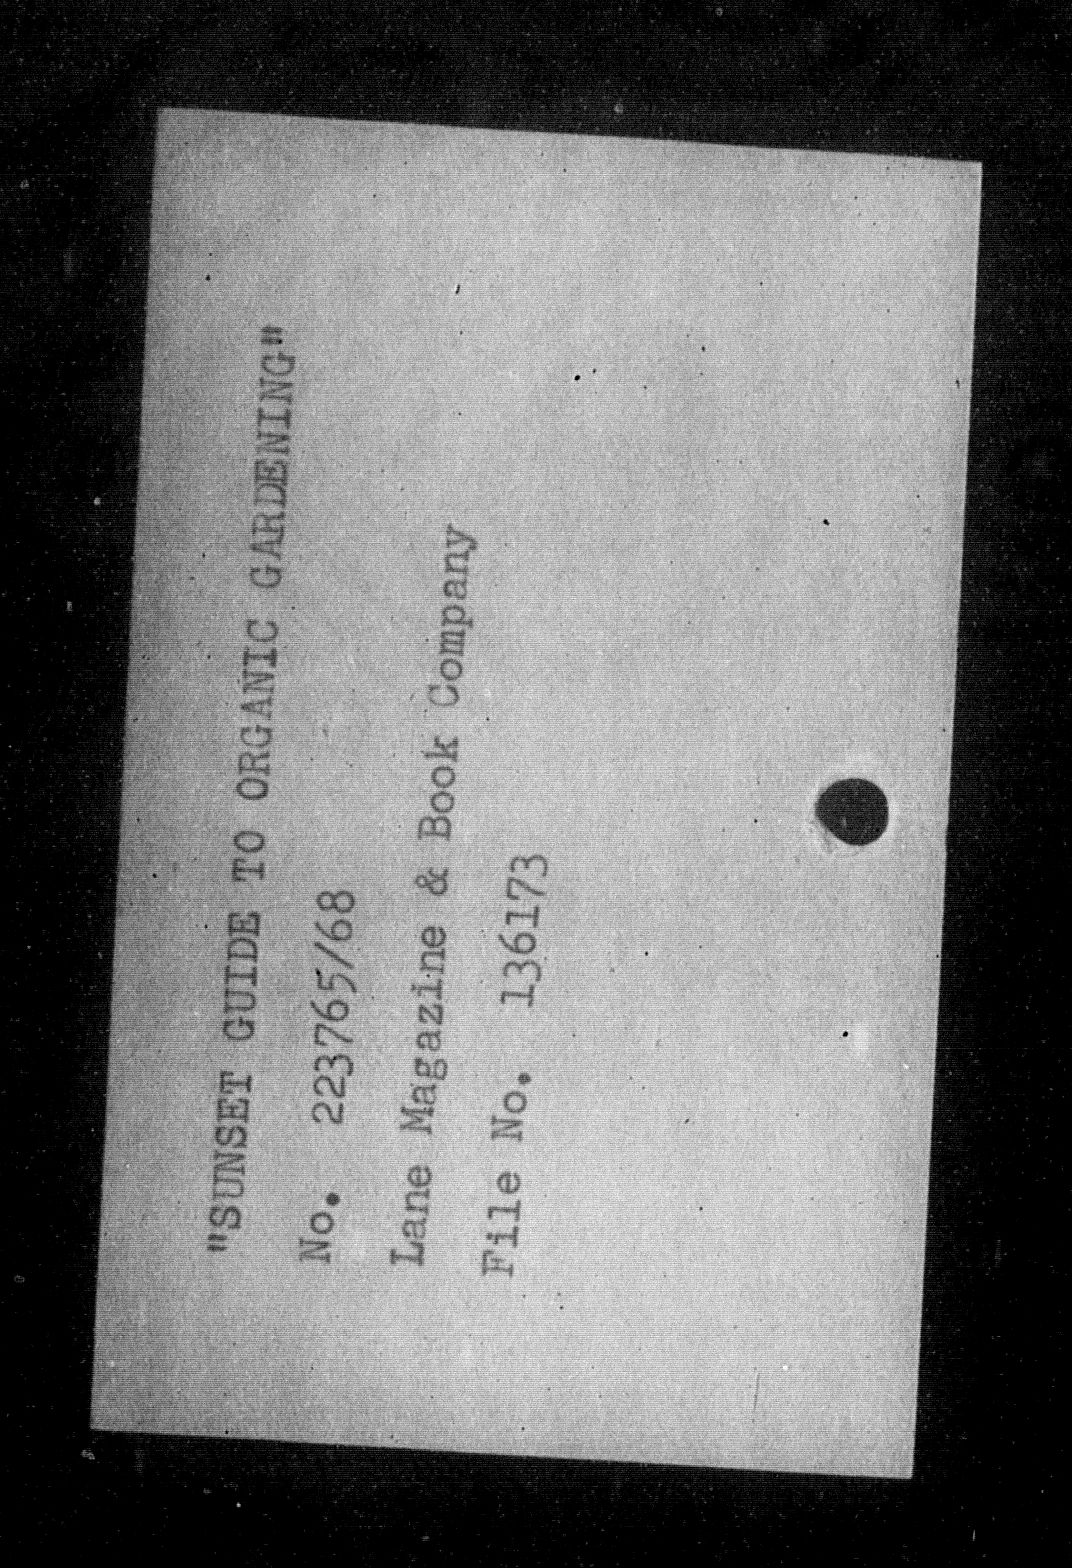 "SUNSET GUIDE TO ORGANIC GARDENING"
No. 223765/68
Lane Magazine & Book Company
File No. 136173